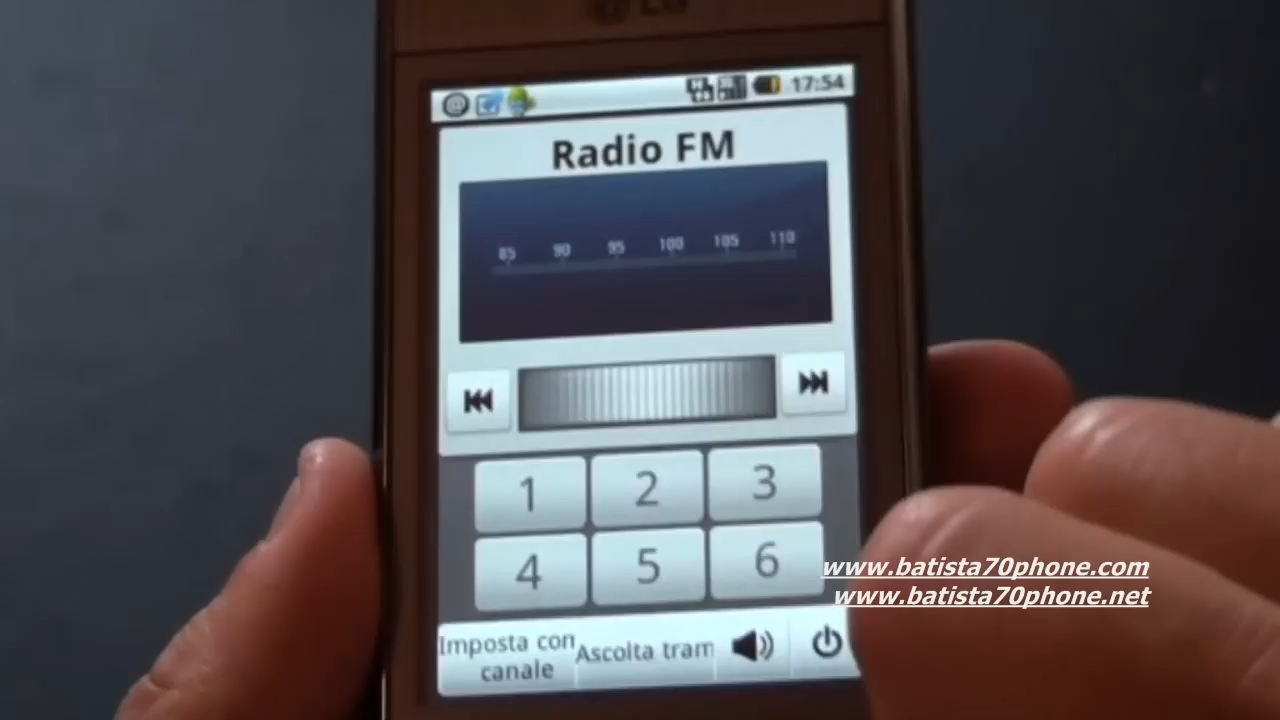 LG
17:54
Radio FM
85 90 95 100 105 110
1 2 3
4 5 6
www.batista70phone.com
www.batista70phone.net
Imposta con canale
Ascolta tram